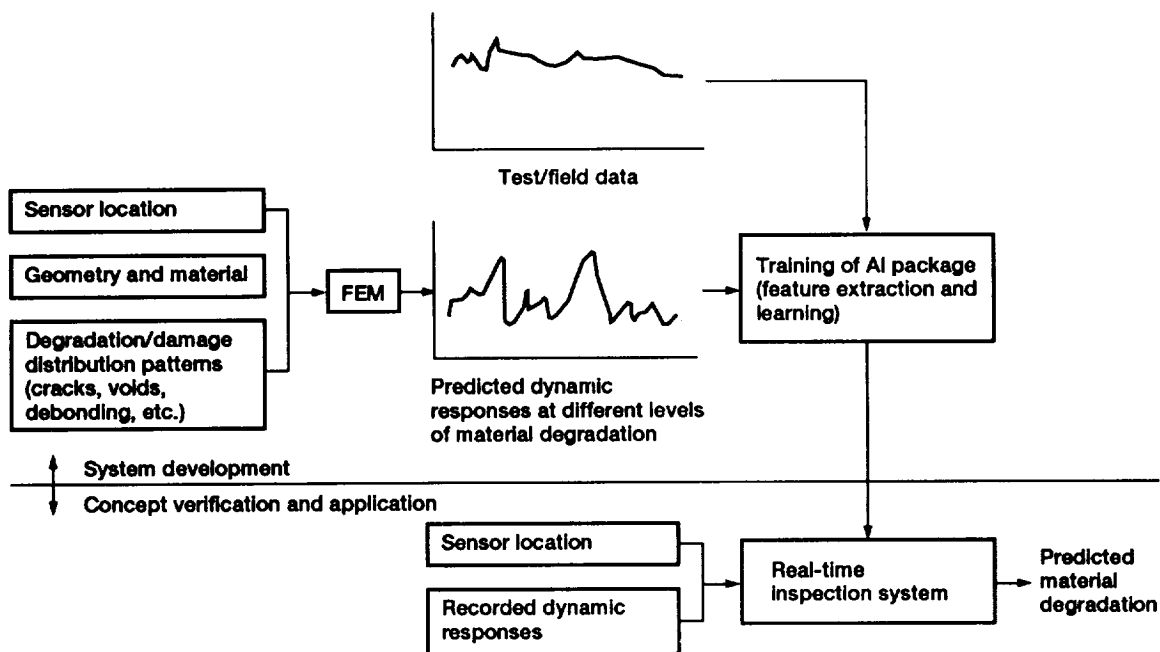 Test/field data
Sensor location
Geometry and material
Degradation/damage
distribution patterns
(cracks, voids,
debonding, etc.)
FEM
Predicted dynamic
responses at different levels
of material degradation
Training of AI package
(feature extraction and
learning)
System development
Concept verification and application
Sensor location
Recorded dynamic
responses
Real-time
inspection system
Predicted
material
degradation